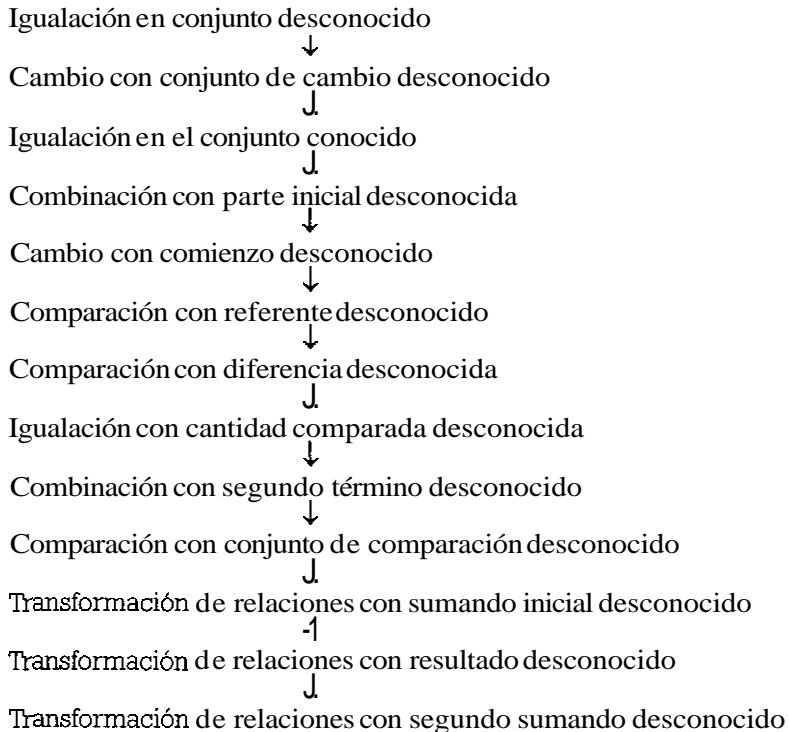 Igualación en conjunto desconocido
↓
Cambio con conjunto de cambio desconocido
J.
Igualación en el conjunto conocido
J.
Combinación con parte inicial desconocida
↓
Cambio con comienzo desconocido
↓
Comparación con referente desconocido
↓
Comparación con diferencia desconocida
J.
Igualación con cantidad comparada desconocida
↓
Combinación con segundo término desconocido
↓
Comparación con conjunto de comparación desconocido
J.
Transformación de relaciones con sumando inicial desconocido
-1
Transformación de relaciones con resultado desconocido
J.
Transformación de relaciones con segundo sumando desconocido